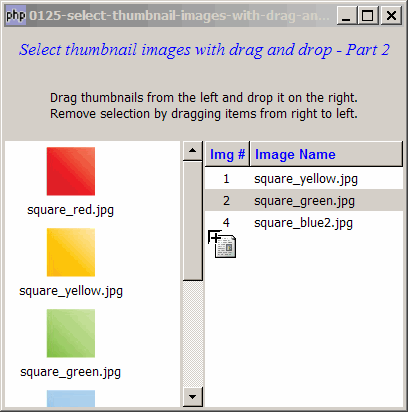 php 0125-select-thumbnail-images-with-drag-an...
Select thumbnail images with drag and drop - Part 2
Drag thumbnails from the left and drop it on the right.
Remove selection by dragging items from right to left.
square_red.jpg
square_yellow.jpg
square_green.jpg
Img # Image Name
1 square_yellow.jpg
2 square_green.jpg
4 square_blue2.jpg